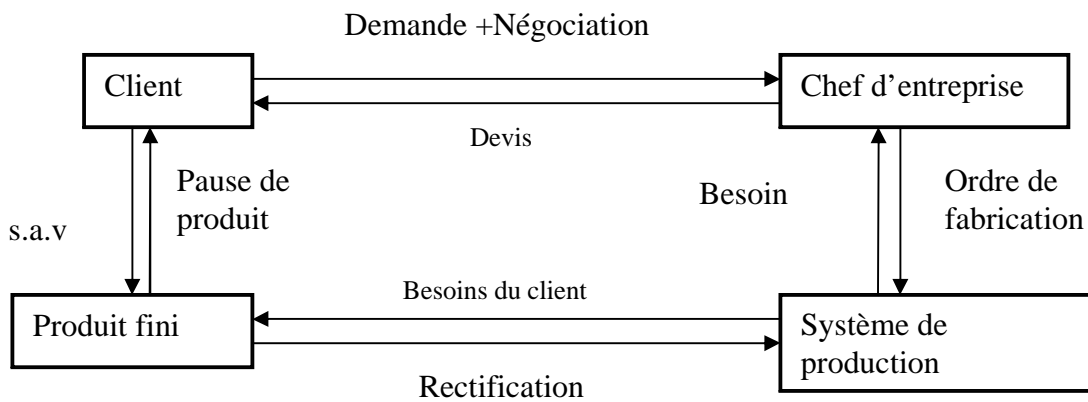 Demande +Négociation
Client
Chef d’entreprise
Devis
Pause de
produit
Besoin
Ordre de
fabrication
s.a.v
Besoins du client
Produit fini
Système de
production
Rectification